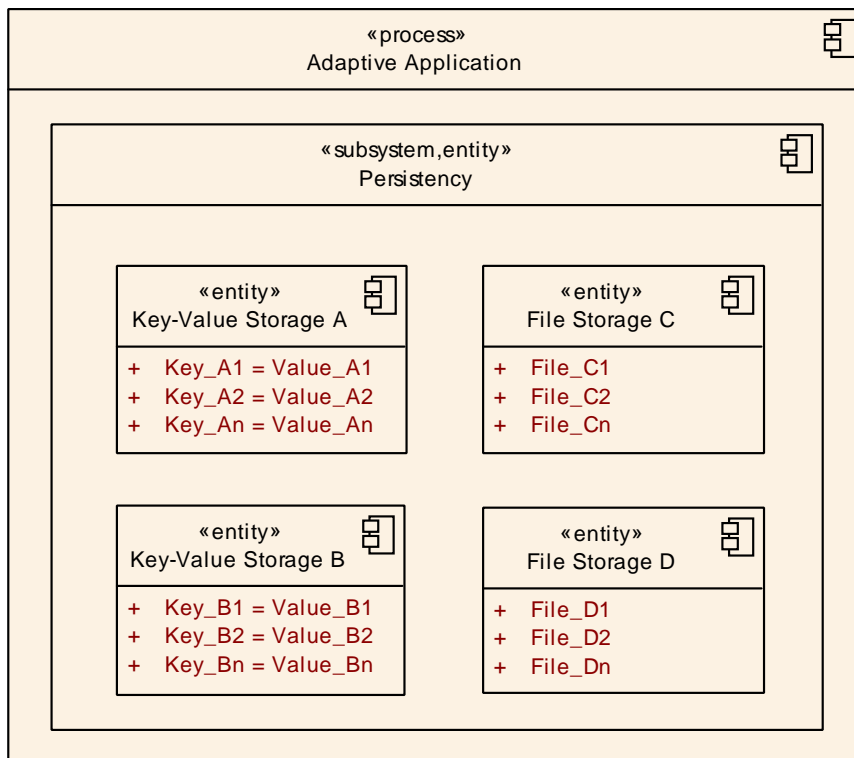 «process»
Adaptive Application
«subsystem,entity»
Persistency
«entity»
Key-Value Storage A
+ Key_A1 = Value_A1
+ Key_A2 = Value_A2
+ Key_An = Value_An
«entity»
File Storage C
+ File_C1
+ File_C2
+ File_Cn
«entity»
Key-Value Storage B
+ Key_B1 = Value_B1
+ Key_B2 = Value_B2
+ Key_Bn = Value_Bn
«entity»
File Storage D
+ File_D1
+ File_D2
+ File_Dn